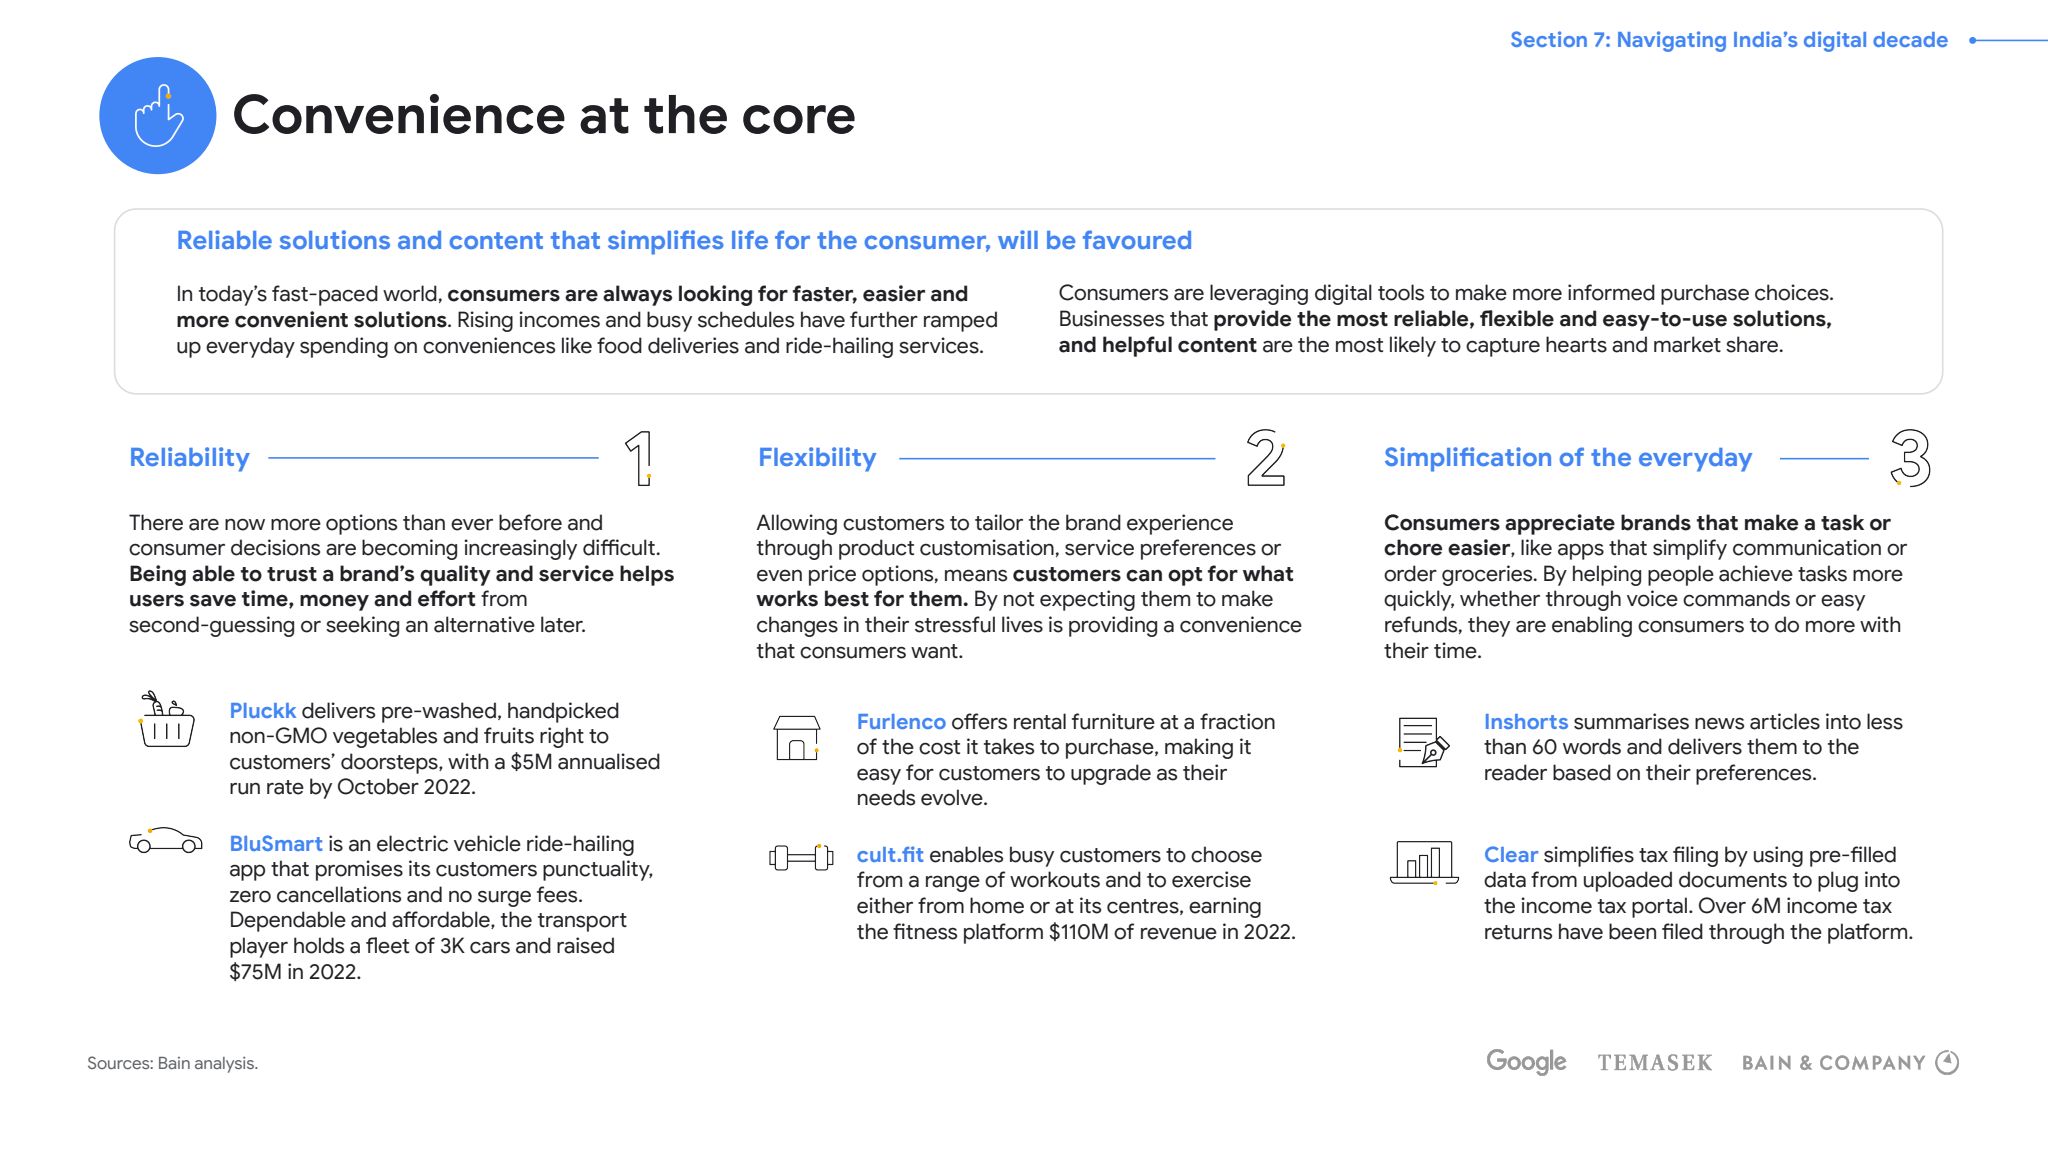 Section 7: Navigating India's digital decade
Convenience at the core
Reliable solutions and content that simplifies life for the consumer, will be favoured
In today's fast-paced world, consumers are always looking for faster, easier and
more convenient solutions. Rising incomes and busy schedules have further ramped
up everyday spending on conveniences like food deliveries and ride-hailing services.
Consumers are leveraging digital tools to make more informed purchase choices.
Businesses that provide the most reliable, flexible and easy-to-use solutions,
and helpful content are the most likely to capture hearts and market share.
Reliability 1
There are now more options than ever before and
consumer decisions are becoming increasingly difficult.
Being able to trust a brand's quality and service helps
users save time, money and effort from
second-guessing or seeking an alternative later.
Pluckk delivers pre-washed, handpicked
non-GMO vegetables and fruits right to
customers' doorsteps, with a $5M annualised
run rate by October 2022.
BluSmart is an electric vehicle ride-hailing
app that promises its customers punctuality,
zero cancellations and no surge fees.
Dependable and affordable, the transport
player holds a fleet of 3K cars and raised
$75M in 2022.
Flexibility 2
Allowing customers to tailor the brand experience
through product customisation, service preferences or
even price options, means customers can opt for what
works best for them. By not expecting them to make
changes in their stressful lives is providing a convenience
that consumers want.
Furlenco offers rental furniture at a fraction
of the cost it takes to purchase, making it
easy for customers to upgrade as their
needs evolve.
cult.fit enables busy customers to choose
from a range of workouts and to exercise
either from home or at its centres, earning
the fitness platform $110M of revenue in 2022.
Simplification of the everyday 3
Consumers appreciate brands that make a task or
chore easier, like apps that simplify communication or
order groceries. By helping people achieve tasks more
quickly, whether through voice commands or easy
refunds, they are enabling consumers to do more with
their time.
Inshorts summarises news articles into less
than 60 words and delivers them to the
reader based on their preferences.
Clear simplifies tax filing by using pre-filled
data from uploaded documents to plug into
the income tax portal. Over 6M income tax
returns have been filed through the platform.
Sources: Bain analysis.
Google TEMASEK BAIN & COMPANY